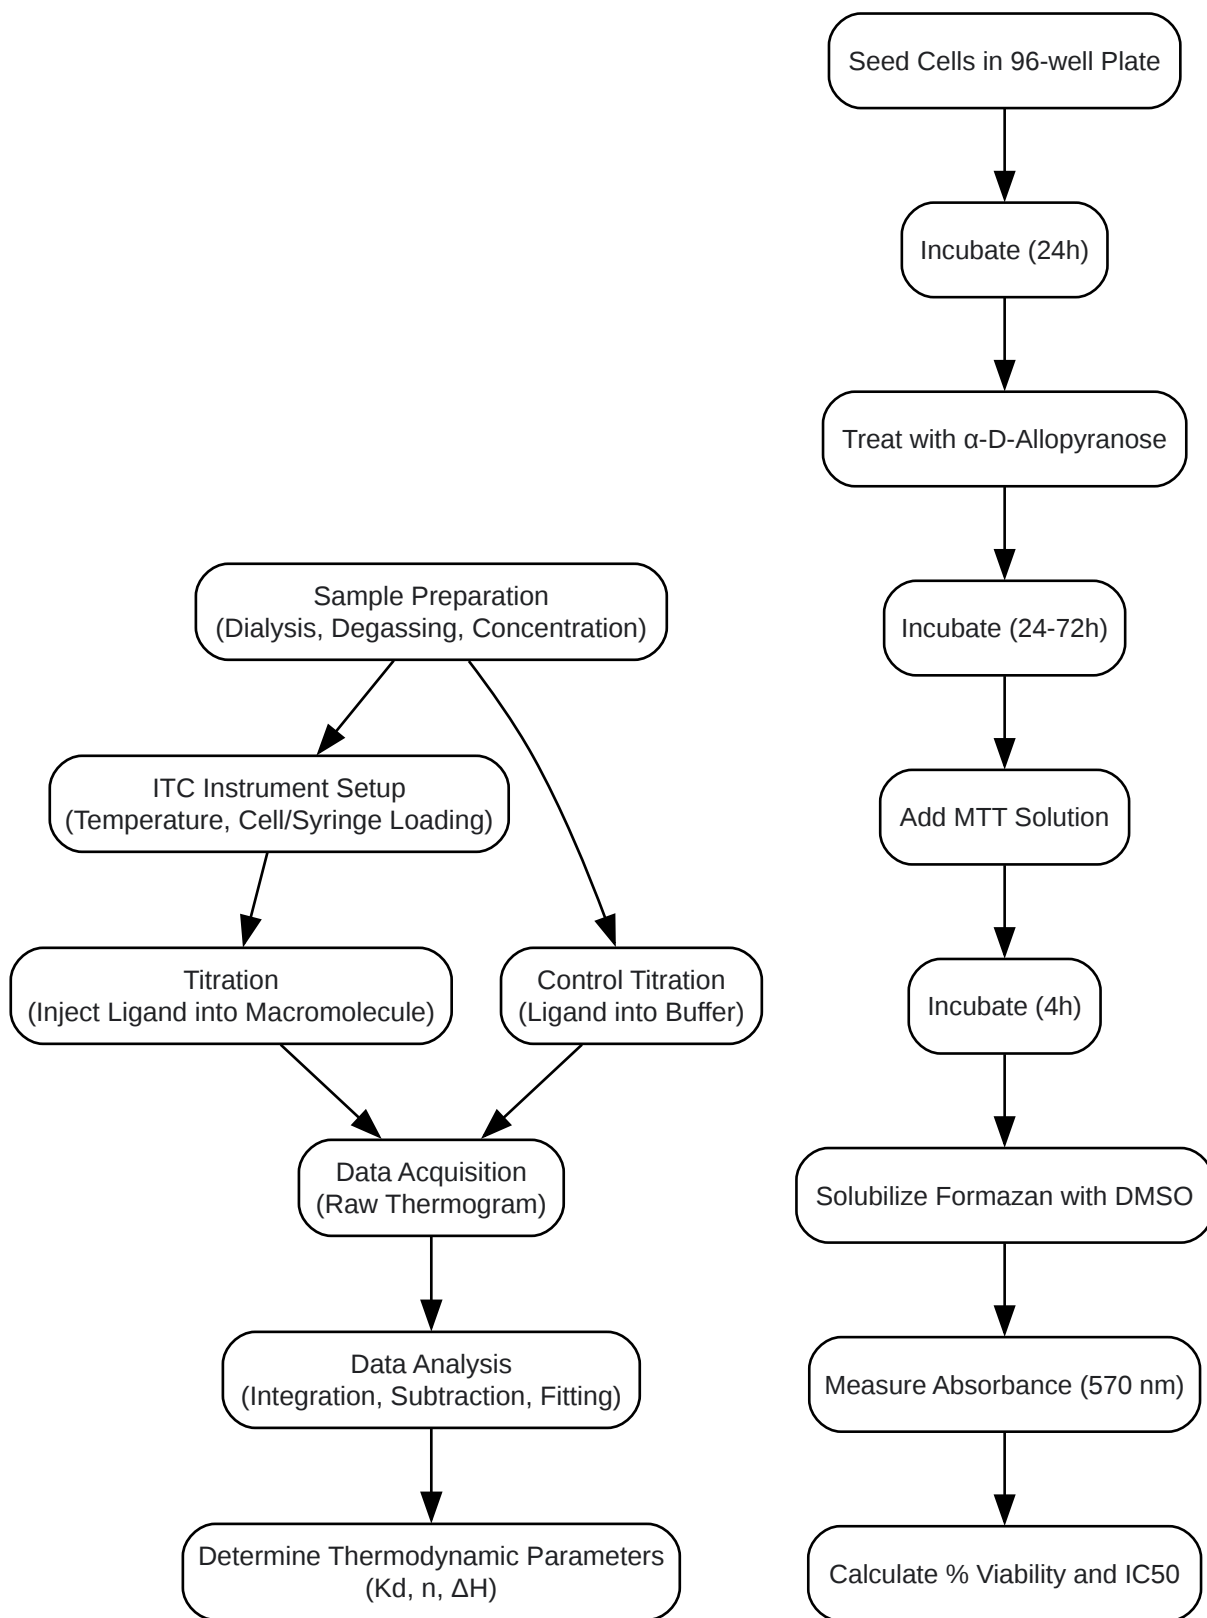 Seed Cells in 96-well Plate
Incubate (24h)
Treat with α-D-Allopyranose
Incubate (24-72h)
Add MTT Solution
Incubate (4h)
Solubilize Formazan with DMSO
Measure Absorbance (570 nm)
Calculate % Viability and IC50
Sample Preparation
(Dialysis, Degassing, Concentration)
ITC Instrument Setup
(Temperature, Cell/Syringe Loading)
Titration
(Inject Ligand into Macromolecule)
Control Titration
(Ligand into Buffer)
Data Acquisition
(Raw Thermogram)
Data Analysis
(Integration, Subtraction, Fitting)
Determine Thermodynamic Parameters
(Kd, n, ΔH)